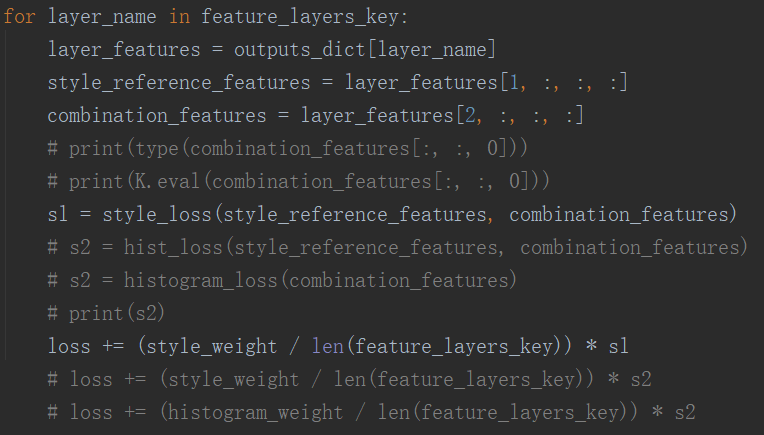 for layer_name in feature_layers_key:
    layer_features = outputs_dict[layer_name]
    style_reference_features = layer_features[1, :, :, :]
    combination_features = layer_features[2, :, :, :]
    # print(type(combination_features[:, :, 0]))
    # print(K.eval(combination_features[:, :, 0]))
    sl = style_loss(style_reference_features, combination_features)
    # s2 = hist_loss(style_reference_features, combination_features)
    # s2 = histogram_loss(combination_features)
    # print(s2)
    loss += (style_weight / len(feature_layers_key)) * sl
    # loss += (style_weight / len(feature_layers_key)) * s2
    # loss += (histogram_weight / len(feature_layers_key)) * s2